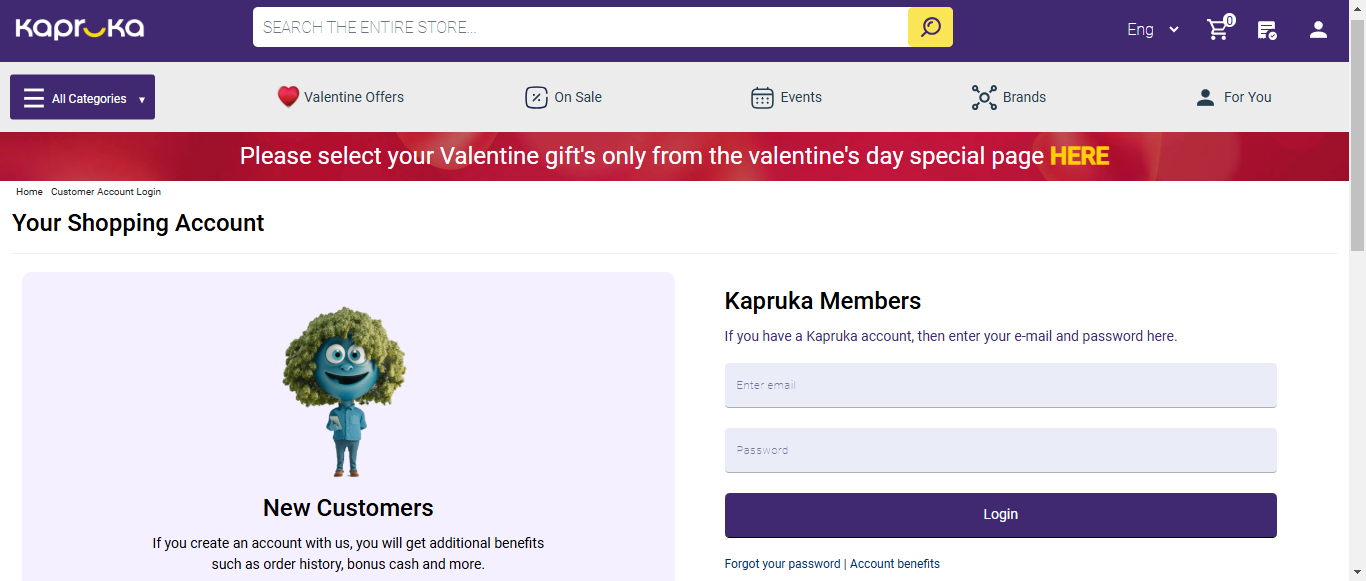 Kapruka
SEARCH THE ENTIRE STORE...
Eng
0
All Categories
Valentine Offers
On Sale
Events
Brands
For You
Please select your Valentine gift's only from the valentine's day special page HERE
Home Customer Account Login
Your Shopping Account
New Customers
If you create an account with us, you will get additional benefits
such as order history, bonus cash and more.
Kapruka Members
If you have a Kapruka account, then enter your e-mail and password here.
Enter email
Password
Login
Forgot your password | Account benefits